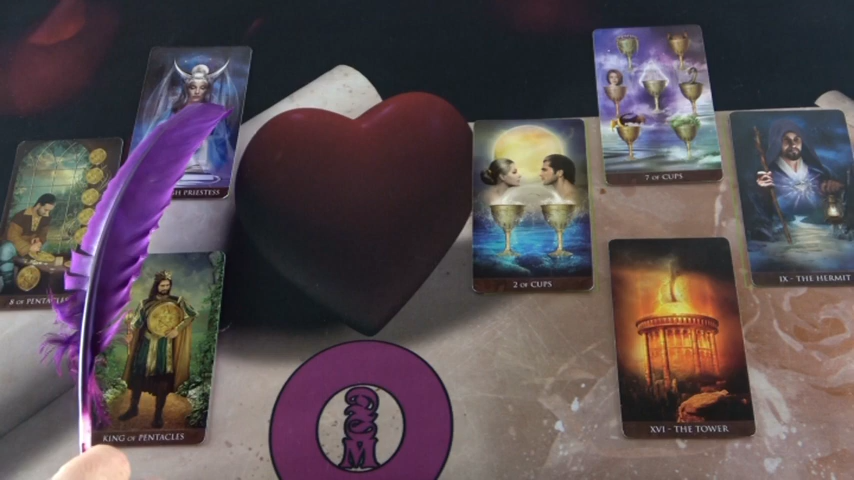 GH PRIESTESS
8 OF PENTACLES
KING OF PENTACLES
2 OF CUPS
7 OF CUPS
IX - THE HERMIT
XVI - THE TOWER